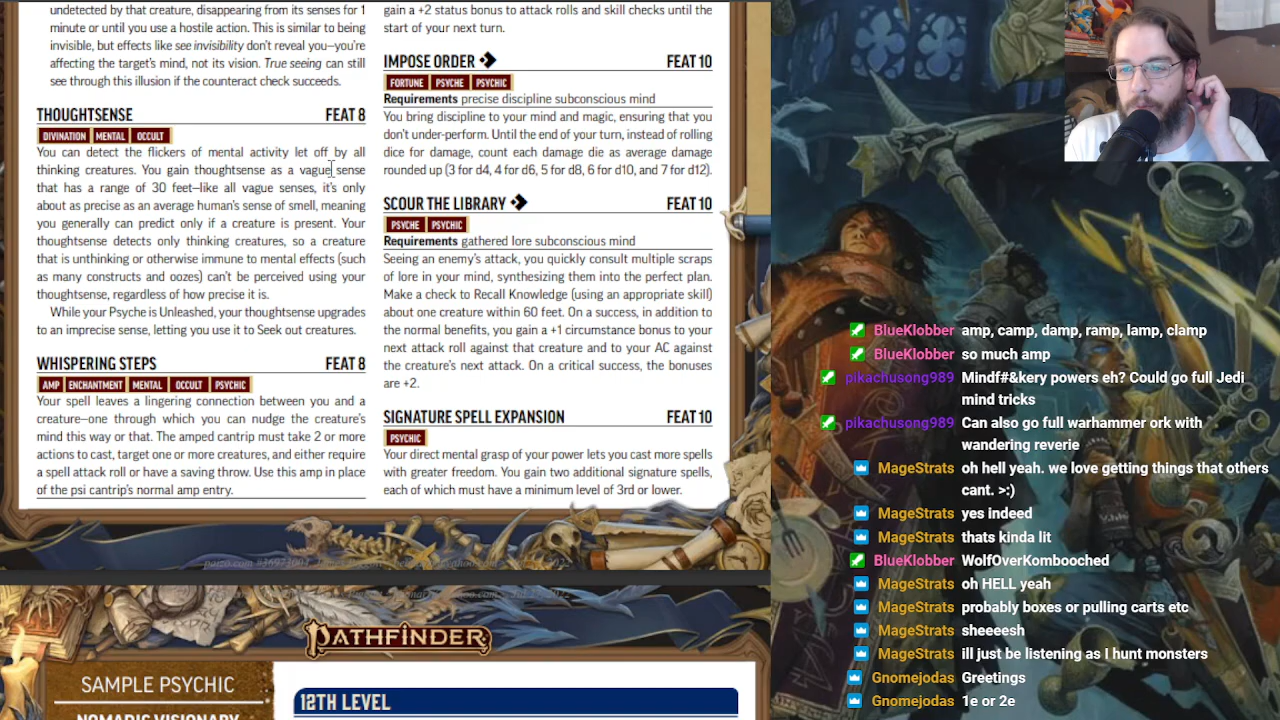 undetected by that creature, disappearing from its senses for 1
minute or until you use a hostile action. This is similar to being
invisible, but effects like see invisibility don't reveal you—you're
affecting the target's mind, not its vision. True seeing can still
see through this illusion if the counteract check succeeds.
THOUGHTSENSE FEAT 8
DIVINATION MENTAL OCCULT
You can detect the flickers of mental activity let off by all
thinking creatures. You gain thoughtsense as a vague sense
that has a range of 30 feet—like all vague senses, it's only
about as precise as an average human's sense of smell, meaning
you generally can predict only if a creature is present. Your
thoughtsense detects only thinking creatures, so a creature
that is unthinking or otherwise immune to mental effects (such
as many constructs and oozes) can't be perceived using your
thoughtsense, regardless of how precise it is.
While your Psyche is Unleashed, your thoughtsense upgrades
to an imprecise sense, letting you use it to Seek out creatures.
WHISPERING STEPS FEAT 8
AMP ENCHANTMENT MENTAL OCCULT PSYCHIC
Your spell leaves a lingering connection between you and a
creature—one through which you can nudge the creature's
mind this way or that. The amped cantrip must take 2 or more
actions to cast, target one or more creatures, and either require
a spell attack roll or have a saving throw. Use this amp in place
of the psi cantrip's normal amp entry.
gain a +2 status bonus to attack rolls and skill checks until the
start of your next turn.
IMPOSE ORDER FEAT 10
FORTUNE PSYCHE PSYCHIC
Requirements precise discipline subconscious mind
You bring discipline to your mind and magic, ensuring that you
don't under-perform. Until the end of your turn, instead of rolling
dice for damage, count each damage die as average damage
rounded up (3 for d4, 4 for d6, 5 for d8, 6 for d10, and 7 for d12).
SCOUR THE LIBRARY FEAT 10
PSYCHE PSYCHIC
Requirements gathered lore subconscious mind
Seeing an enemy's attack, you quickly consult multiple scraps
of lore in your mind, synthesizing them into the perfect plan.
Make a check to Recall Knowledge (using an appropriate skill)
about one creature within 60 feet. On a success, in addition to
the normal benefits, you gain a +1 circumstance bonus to your
next attack roll against that creature and to your AC against
the creature's next attack. On a critical success, the bonuses
are +2.
SIGNATURE SPELL EXPANSION FEAT 10
PSYCHIC
Your direct mental grasp of your power lets you cast more spells
with greater freedom. You gain two additional signature spells,
each of which must have a minimum level of 3rd or lower.
PATHFINDER
SAMPLE PSYCHIC
NOMADIC VISIONARY
12TH LEVEL
BlueKlobber amp, camp, damp, ramp, lamp, clamp
BlueKlobber so much amp
pikachusong989 Mindf#&kery powers eh? Could go full Jedi
mind tricks
pikachusong989 Can also go full warhammer ork with
wandering reverie
MageStrats oh hell yeah. we love getting things that others
cant. >:)
MageStrats yes indeed
MageStrats thats kinda lit
BlueKlobber WolfOverKombooched
MageStrats oh HELL yeah
MageStrats probably boxes or pulling carts etc
MageStrats sheeeesh
MageStrats ill just be listening as I hunt monsters
Gnomejodas Greetings
Gnomejodas 1e or 2e